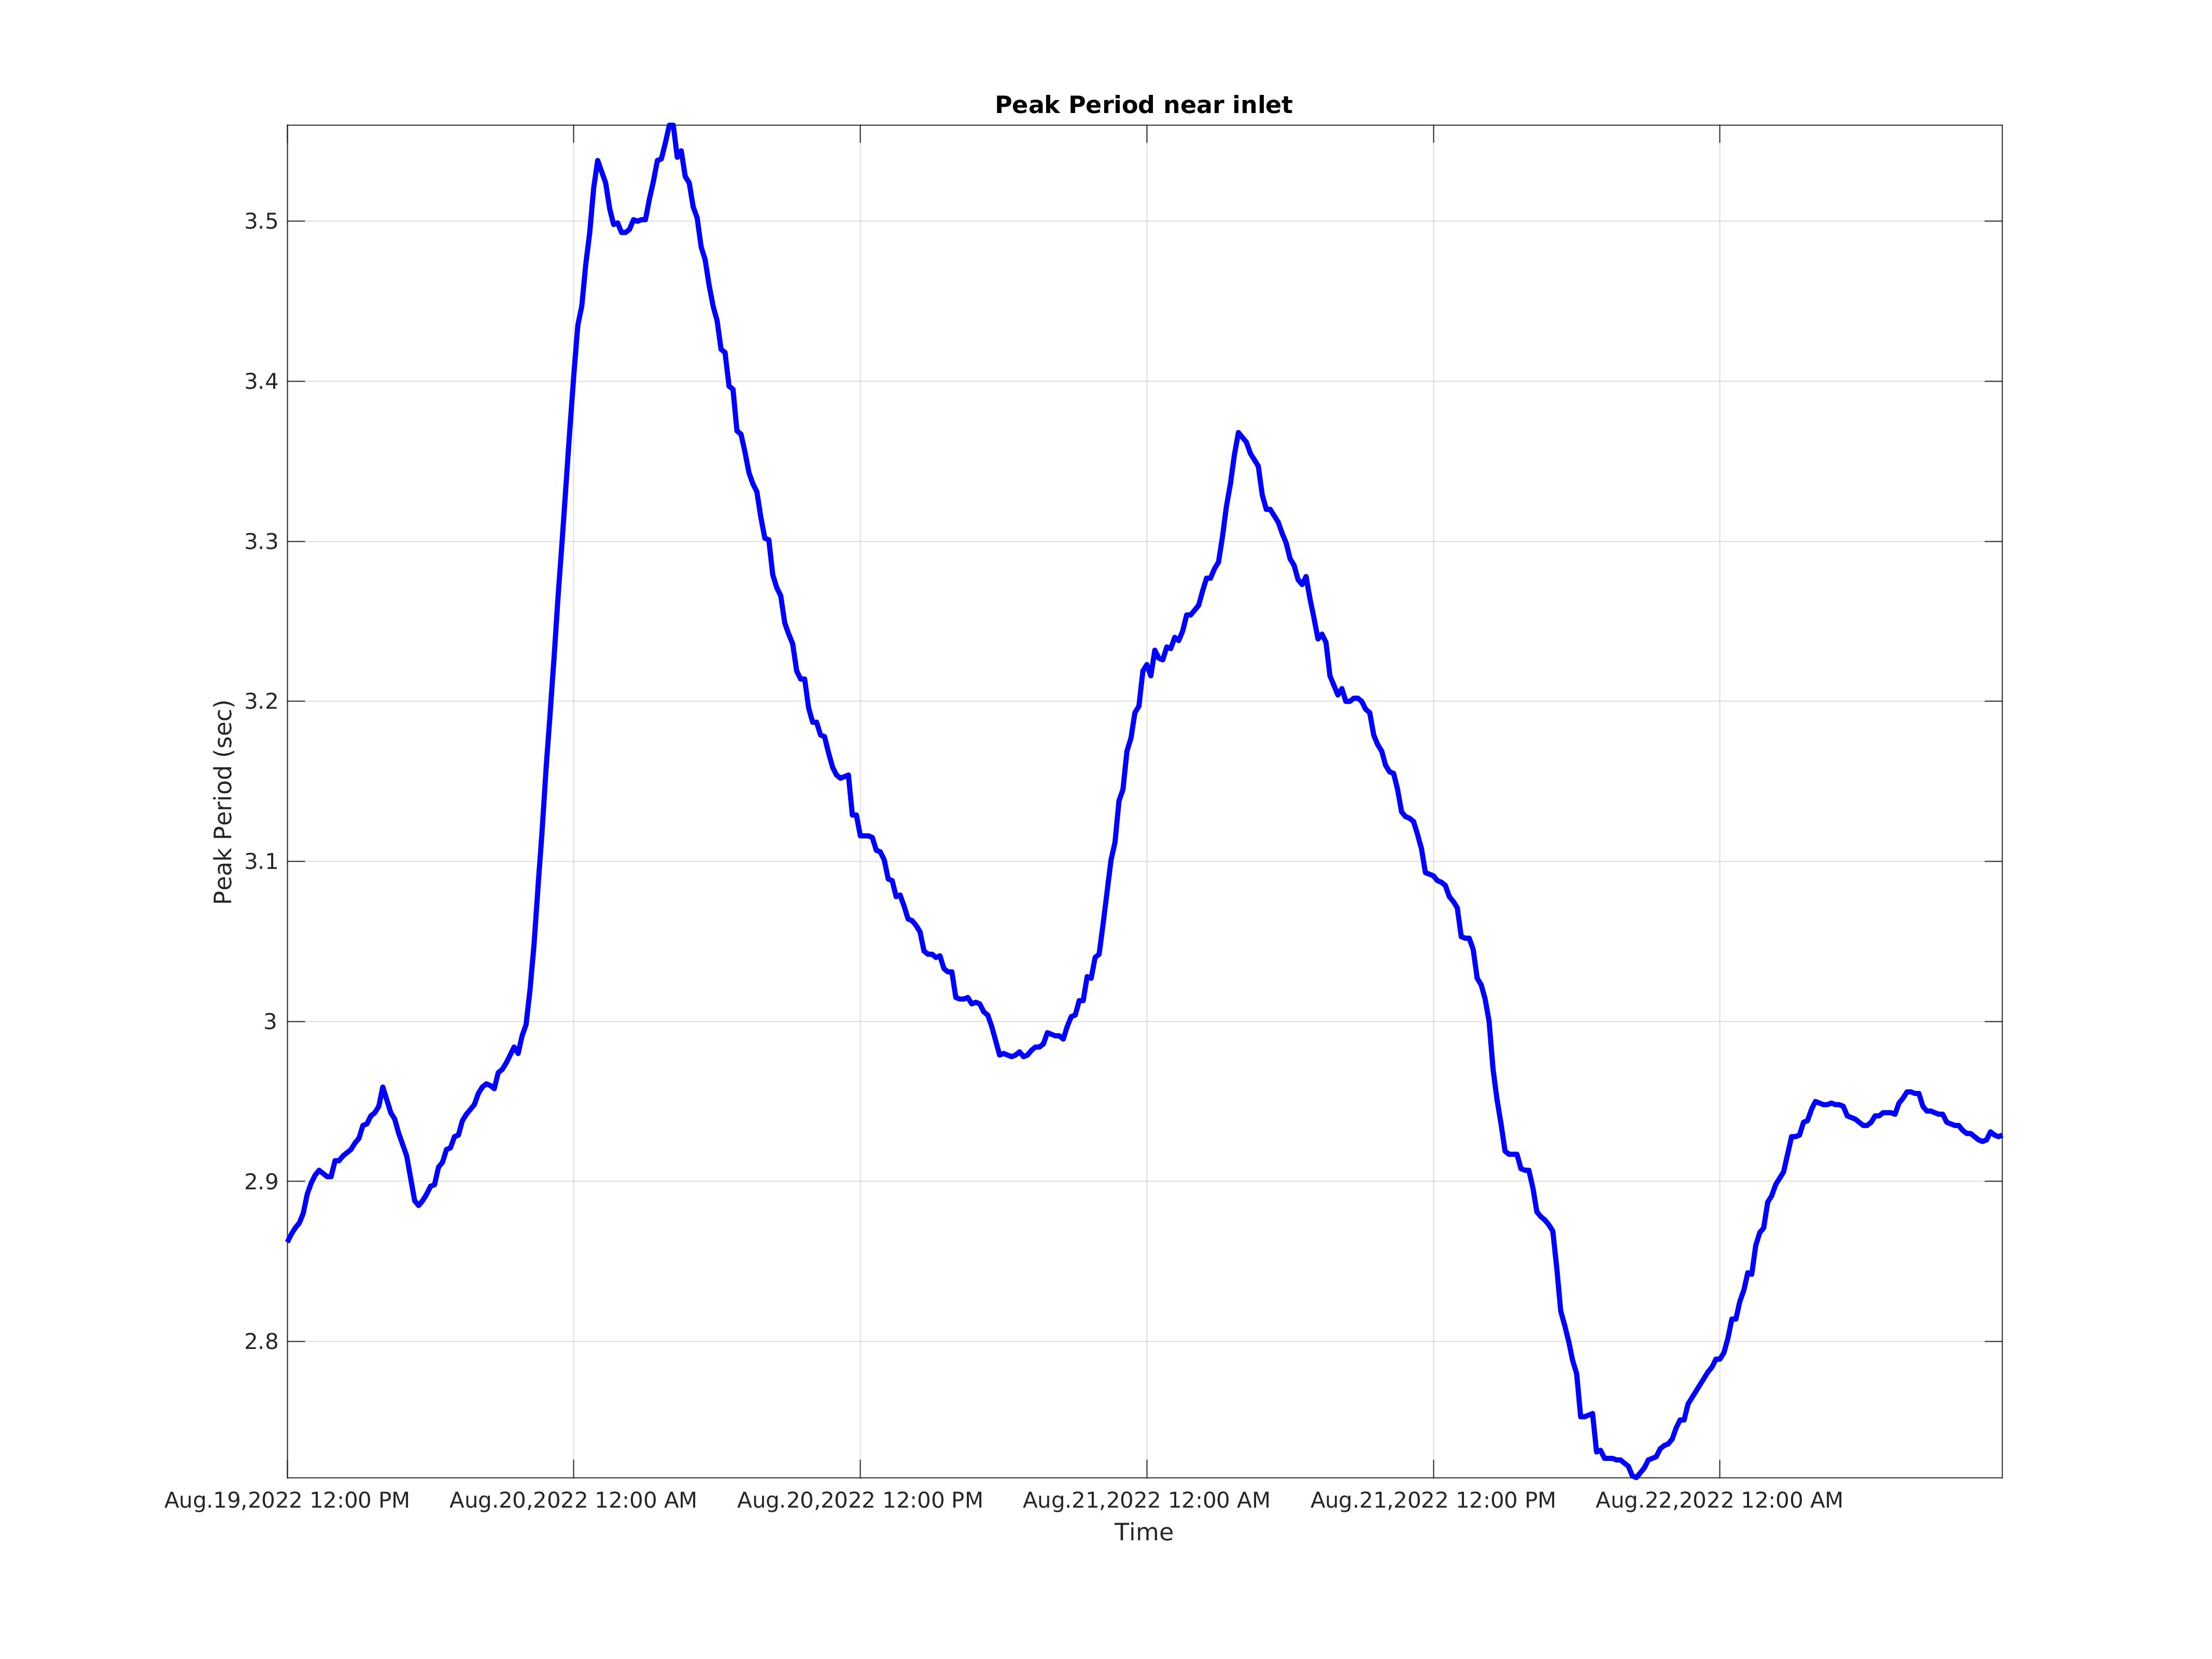 Peak Period near inlet
3.5
3.4
3.3
3.2
3.1
3
2.9
2.8
Peak Period (sec)
Aug.19,2022 12:00 PM
Aug.20,2022 12:00 AM
Aug.20,2022 12:00 PM
Aug.21,2022 12:00 AM
Aug.21,2022 12:00 PM
Aug.22,2022 12:00 AM
Time